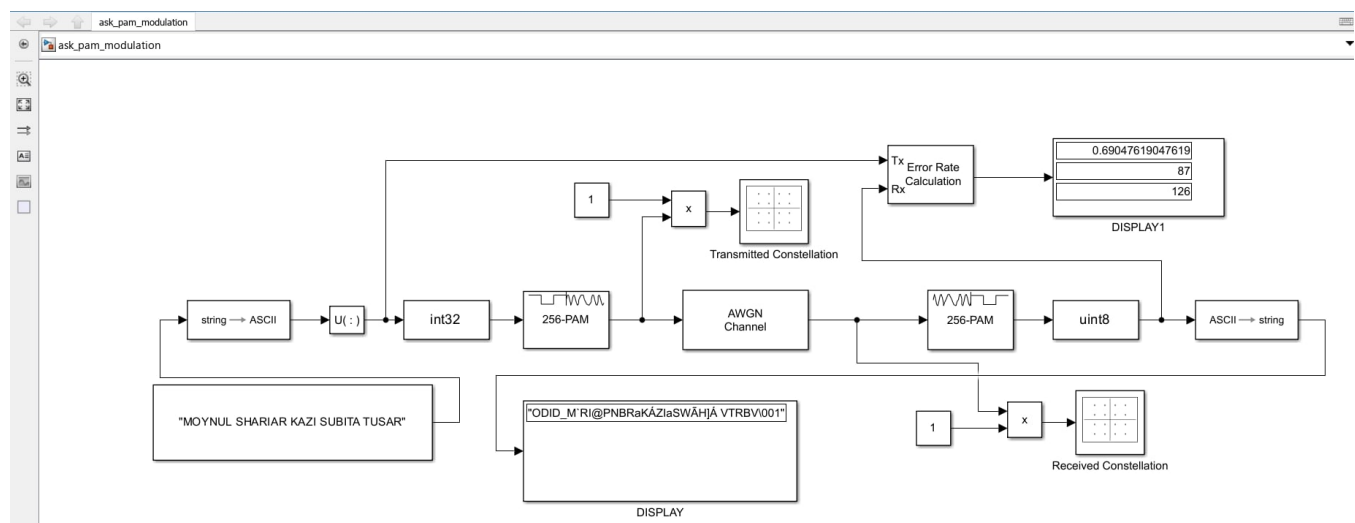 ask_pam_modulation
ask_pam_modulation
Tx
Error Rate
Calculation
Rx
0.69047619047619
87
126
DISPLAY1
1
x
Transmitted Constellation
string → ASCII
U( : )
int32
256-PAM
AWGN
Channel
256-PAM
uint8
ASCII → string
"MOYNUL SHARIAR KAZI SUBITA TUSAR"
"ODID_M`RI@PNBRaKÁZIaSWÃH]Á VTRBV\001"
DISPLAY
1
x
Received Constellation